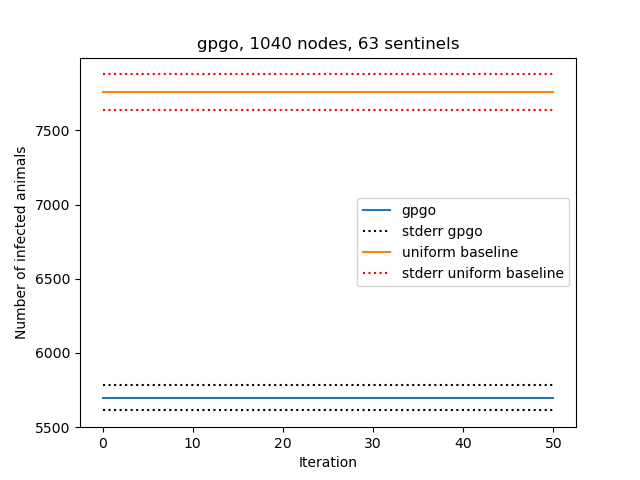 gpgo, 1040 nodes, 63 sentinels
Number of infected animals
7500
7000
6500
6000
5500
gpgo
stderr gpgo
uniform baseline
stderr uniform baseline
0 10 20 30 40 50
Iteration